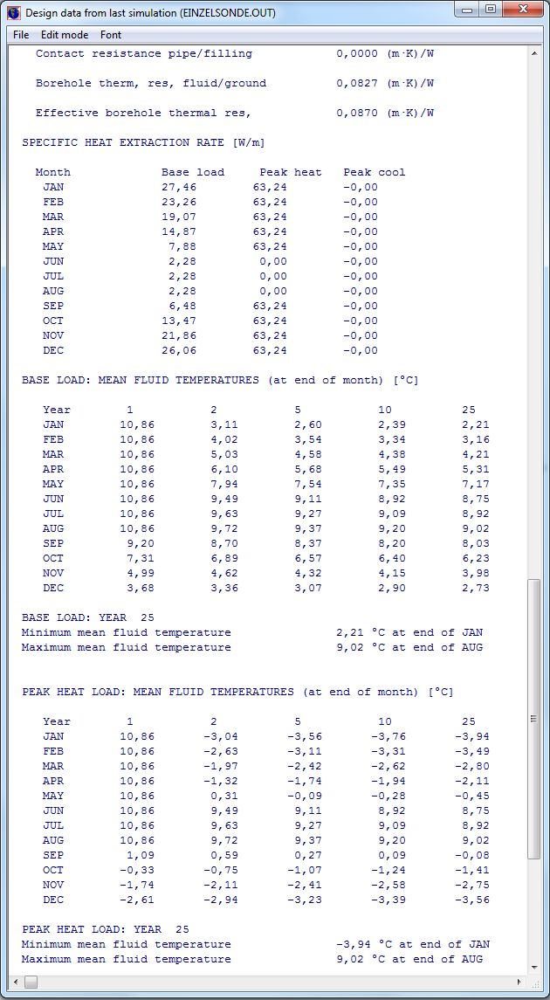 Design data from last simulation (EINZELSONDE.OUT)
File Edit mode Font
Contact resistance pipe/filling 0,0000 (m·K)/W
Borehole therm, res, fluid/ground 0,0827 (m·K)/W
Effective borehole thermal res, 0,0870 (m·K)/W
SPECIFIC HEAT EXTRACTION RATE [W/m]
Month Base load Peak heat Peak cool
JAN 27,46 63,24 -0,00
FEB 23,26 63,24 -0,00
MAR 19,07 63,24 -0,00
APR 14,87 63,24 -0,00
MAY 7,88 63,24 -0,00
JUN 2,28 0,00 -0,00
JUL 2,28 0,00 -0,00
AUG 2,28 0,00 -0,00
SEP 6,48 63,24 -0,00
OCT 13,47 63,24 -0,00
NOV 21,86 63,24 -0,00
DEC 26,06 63,24 -0,00
BASE LOAD: MEAN FLUID TEMPERATURES (at end of month) [°C]
Year 1 2 5 10 25
JAN 10,86 3,11 2,60 2,39 2,21
FEB 10,86 4,02 3,54 3,34 3,16
MAR 10,86 5,03 4,58 4,38 4,21
APR 10,86 6,10 5,68 5,49 5,31
MAY 10,86 7,94 7,54 7,35 7,17
JUN 10,86 9,49 9,11 8,92 8,75
JUL 10,86 9,63 9,27 9,09 8,92
AUG 10,86 9,72 9,37 9,20 9,02
SEP 9,20 8,70 8,37 8,20 8,03
OCT 7,31 6,89 6,57 6,40 6,23
NOV 4,99 4,62 4,32 4,15 3,98
DEC 3,68 3,36 3,07 2,90 2,73
BASE LOAD: YEAR 25
Minimum mean fluid temperature 2,21 °C at end of JAN
Maximum mean fluid temperature 9,02 °C at end of AUG
PEAK HEAT LOAD: MEAN FLUID TEMPERATURES (at end of month) [°C]
Year 1 2 5 10 25
JAN 10,86 -3,04 -3,56 -3,76 -3,94
FEB 10,86 -2,63 -3,11 -3,31 -3,49
MAR 10,86 -1,97 -2,42 -2,62 -2,80
APR 10,86 -1,32 -1,74 -1,94 -2,11
MAY 10,86 0,31 -0,09 -0,28 -0,45
JUN 10,86 9,49 9,11 8,92 8,75
JUL 10,86 9,63 9,27 9,09 8,92
AUG 10,86 9,72 9,37 9,20 9,02
SEP 1,09 0,59 0,27 0,09 -0,08
OCT -0,33 -0,75 -1,07 -1,24 -1,41
NOV -1,74 -2,11 -2,41 -2,58 -2,75
DEC -2,61 -2,94 -3,23 -3,39 -3,56
PEAK HEAT LOAD: YEAR 25
Minimum mean fluid temperature -3,94 °C at end of JAN
Maximum mean fluid temperature 9,02 °C at end of AUG